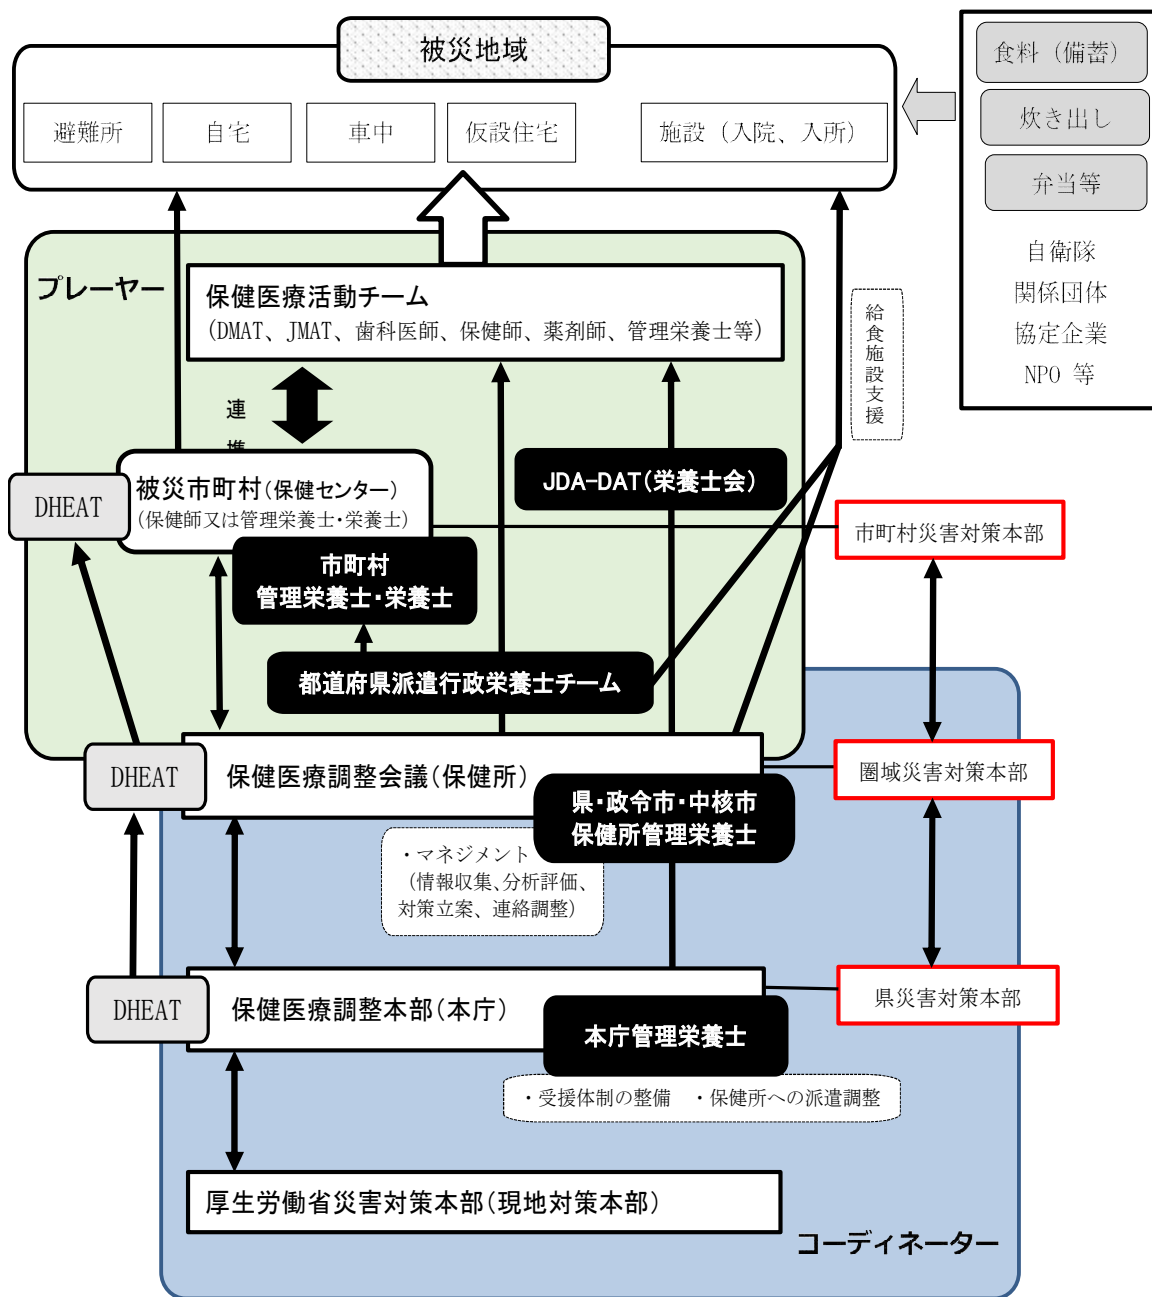 被災地域
避難所
自宅
車中
仮設住宅
施設（入院、入所）
食料（備蓄）
炊き出し
弁当等
自衛隊
関係団体
協定企業
NPO 等
プレーヤー
保健医療活動チーム
（DMAT、JMAT、歯科医師、保健師、薬剤師、管理栄養士等）
給食施設支援
連携
DHEAT
被災市町村（保健センター）
（保健師又は管理栄養士・栄養士）
JDA-DAT（栄養士会）
市町村災害対策本部
市町村
管理栄養士・栄養士
都道府県派遣行政栄養士チーム
DHEAT
保健医療調整会議（保健所）
圏域災害対策本部
県・政令市・中核市
保健所管理栄養士
・マネジメント
（情報収集、分析評価、
対策立案、連絡調整）
DHEAT
保健医療調整本部（本庁）
県災害対策本部
本庁管理栄養士
・受援体制の整備　・保健所への派遣調整
厚生労働省災害対策本部（現地対策本部）
コーディネーター